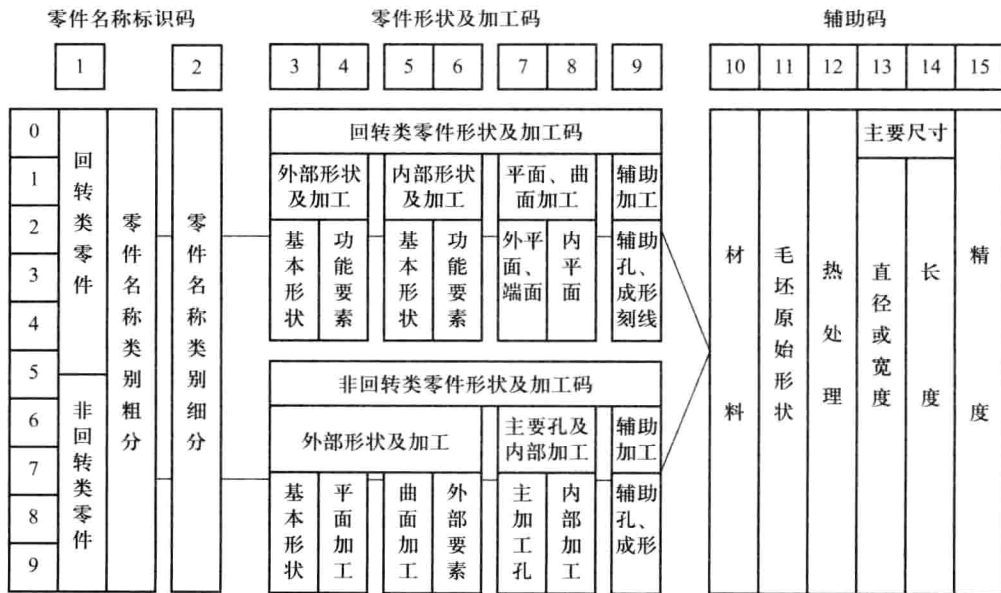 零件名称标识码 零件形状及加工码 辅助码
1 2 3 4 5 6 7 8 9 10 11 12 13 14 15
0
1
2
3
4
5
6
7
8
9
回转类零件
非回转类零件
零件名称类别粗分
零件名称类别细分
回转类零件形状及加工码
外部形状及加工
内部形状及加工
平面、曲面加工
辅助加工
基本形状
功能要素
基本形状
功能要素
外平面、端面
内平面
辅助孔、成形刻线
非回转类零件形状及加工码
外部形状及加工
主要孔及内部加工
辅助加工
基本形状
平面加工
曲面加工
外部要素
主加工孔
内部加工
辅助孔、成形
材料
毛坯原始形状
热处理
主要尺寸
直径或宽度
长度
精度